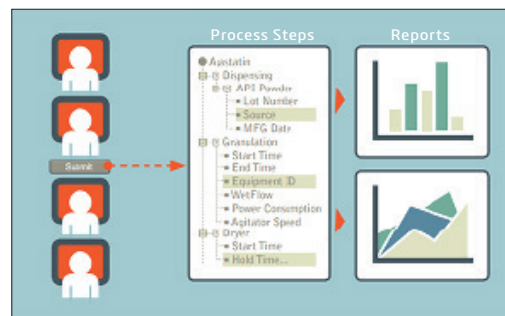 Process Steps
Reports
Apstatin
Dispensing
API Powder
Lot Number
Source
MFG Date
Granulation
Start Time
End Time
Equipment ID
WetFlow
Power Consumption
Agitator Speed
Dryer
Start Time
Hold Time...
Submit